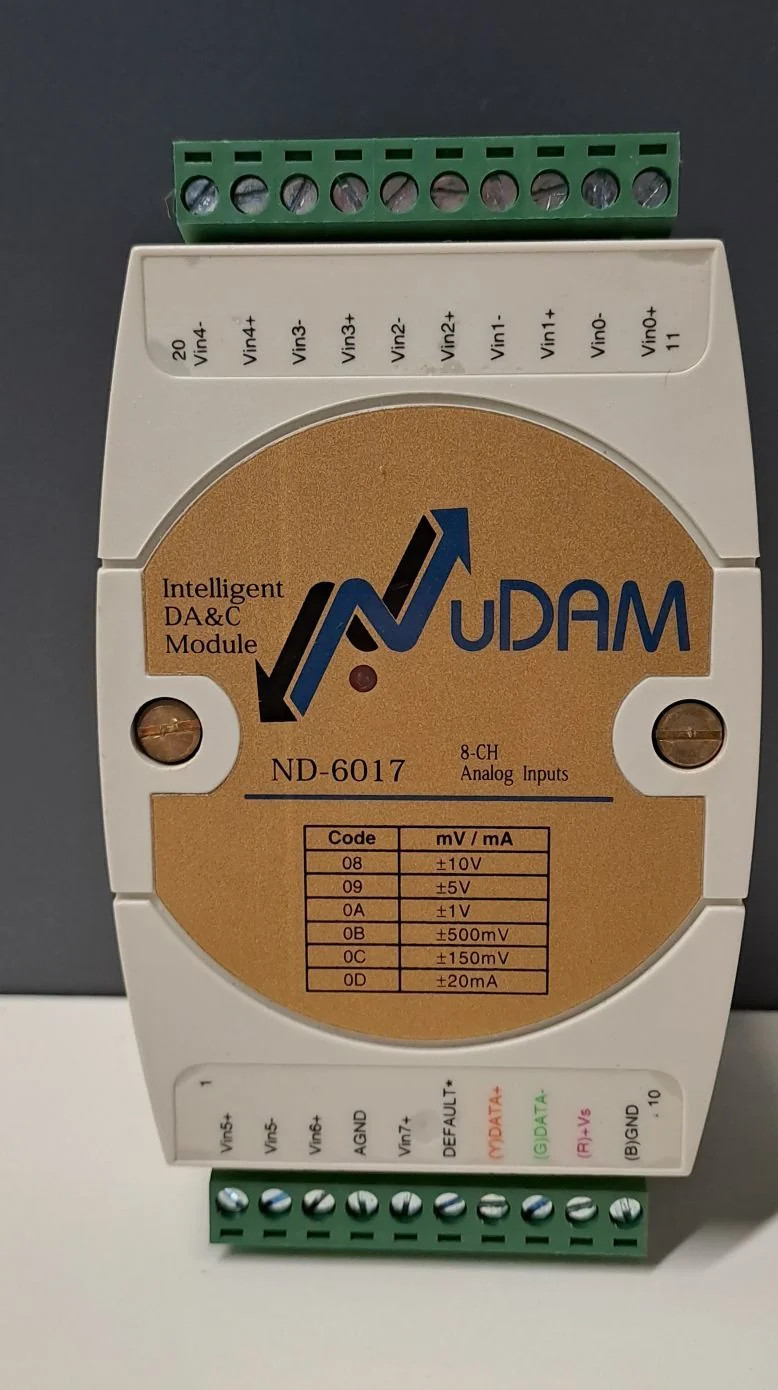 20 Vin4- Vin4+ Vin3- Vin3+ Vin2- Vin2+ Vin1- Vin1+ Vin0- Vin0+ 11
Intelligent
DA&C
Module
NuDAM
ND-6017
8-CH
Analog Inputs
Code mV / mA
08 ±10V
09 ±5V
0A ±1V
0B ±500mV
0C ±150mV
0D ±20mA
1 10
Vin5+ Vin5- Vin6+ AGND Vin7+ DEFAULT* (Y)DATA+ (G)DATA- (R)+Vs (B)GND